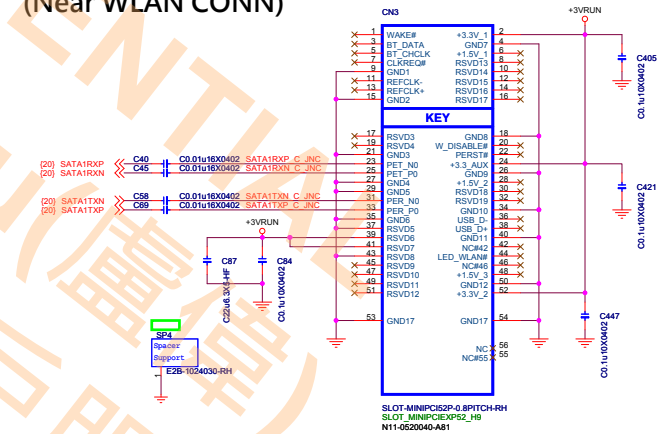 (Near WLAN CONN)
CN3
+3VRUN
1 WAKE# +3.3V_1 2
3 BT_DATA GND7 4
5 BT_CHCLK +1.5V_1 6
7 CLKREQ# RSVD13 8
9 GND1 RSVD14 10
11 REFCLK- RSVD15 12
13 REFCLK+ RSVD16 14
15 GND2 RSVD17 16
C405
C0.1u10X0402
KEY
17 RSVD3 GND8 18
19 RSVD4 W_DISABLE# 20
21 GND3 PERST# 22
{20} SATA1RXP C40 C0.01u16X0402 SATA1RXP_C_JNC 23 PET_N0 +3.3_AUX 24
{20} SATA1RXN C45 C0.01u16X0402 SATA1RXN_C_JNC 25 PET_P0 GND9 26
27 GND4 +1.5V_2 28
29 GND5 RSVD18 30
{20} SATA1TXN C58 C0.01u16X0402 SATA1TXN_C_JNC 31 PER_N0 RSVD19 32
{20} SATA1TXP C69 C0.01u16X0402 SATA1TXP_C_JNC 33 PER_P0 GND10 34
35 GND6 USB_D- 36
37 RSVD5 USB_D+ 38
39 RSVD6 GND11 40
41 RSVD7 NC#42 42
43 RSVD8 LED_WLAN# 44
45 RSVD9 NC#46 46
47 RSVD10 +1.5V_3 48
49 RSVD11 GND12 50
51 RSVD12 +3.3V_2 52
C421
C0.1u10X0402
+3VRUN
C87
C22u6.3X5-HF
C84
C0.1u10X0402
53 GND17 GND17 54
C447
C0.1u10X0402
NC 56
NC#55 55
SP4
Spacer
Support
1
E2B-1024030-RH
SLOT-MINIPCI52P-0.8PITCH-RH
SLOT_MINIPCIEXP52_H9
N11-0520040-A81